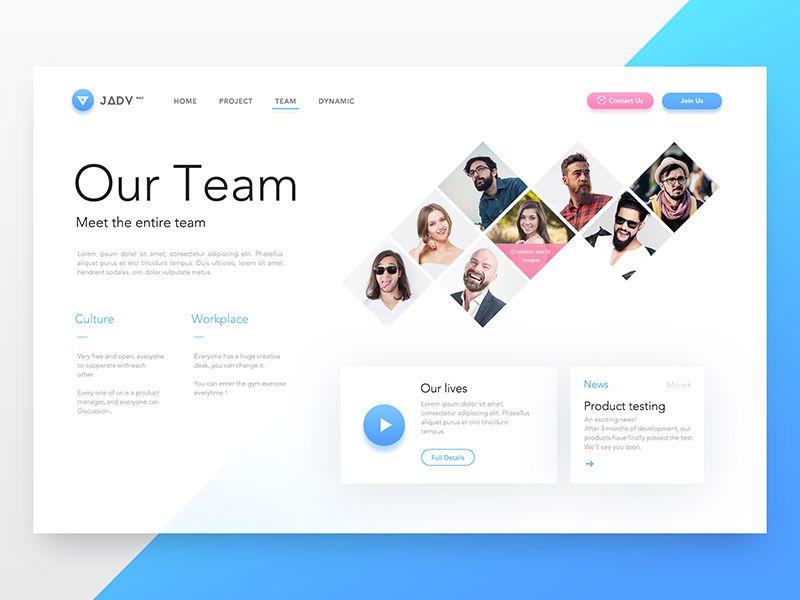 JADV MAX
HOME
PROJECT
TEAM
DYNAMIC
Contact Us
Join Us
Our Team
Meet the entire team
Lorem ipsum dolor sit amet, consectetur adipiscing elit. Phasellus
aliquet purus et orci tincidunt tempus. Duis ultricies, lorem sit amet
hendrerit sodales, orci dolor vulputate metus.
CORINNA WHITE
Designer
Culture
Very free and open, everyone
to cooperate with each
other.
Every one of us is a product
manager, and everyone can
Discussion .
Workplace
Everyone has a huge creative
desk, you can change it.
You can enter the gym exercise
everytime !
Our lives
Lorem ipsum dolor sit amet,
consectetur adipiscing elit. Phasellus
aliquet purus et orci tincidunt
tempus.
Full Details
News
More+
Product testing
An exciting news!
After 3 months of development, our
products have finally passed the test.
We'll see you soon.